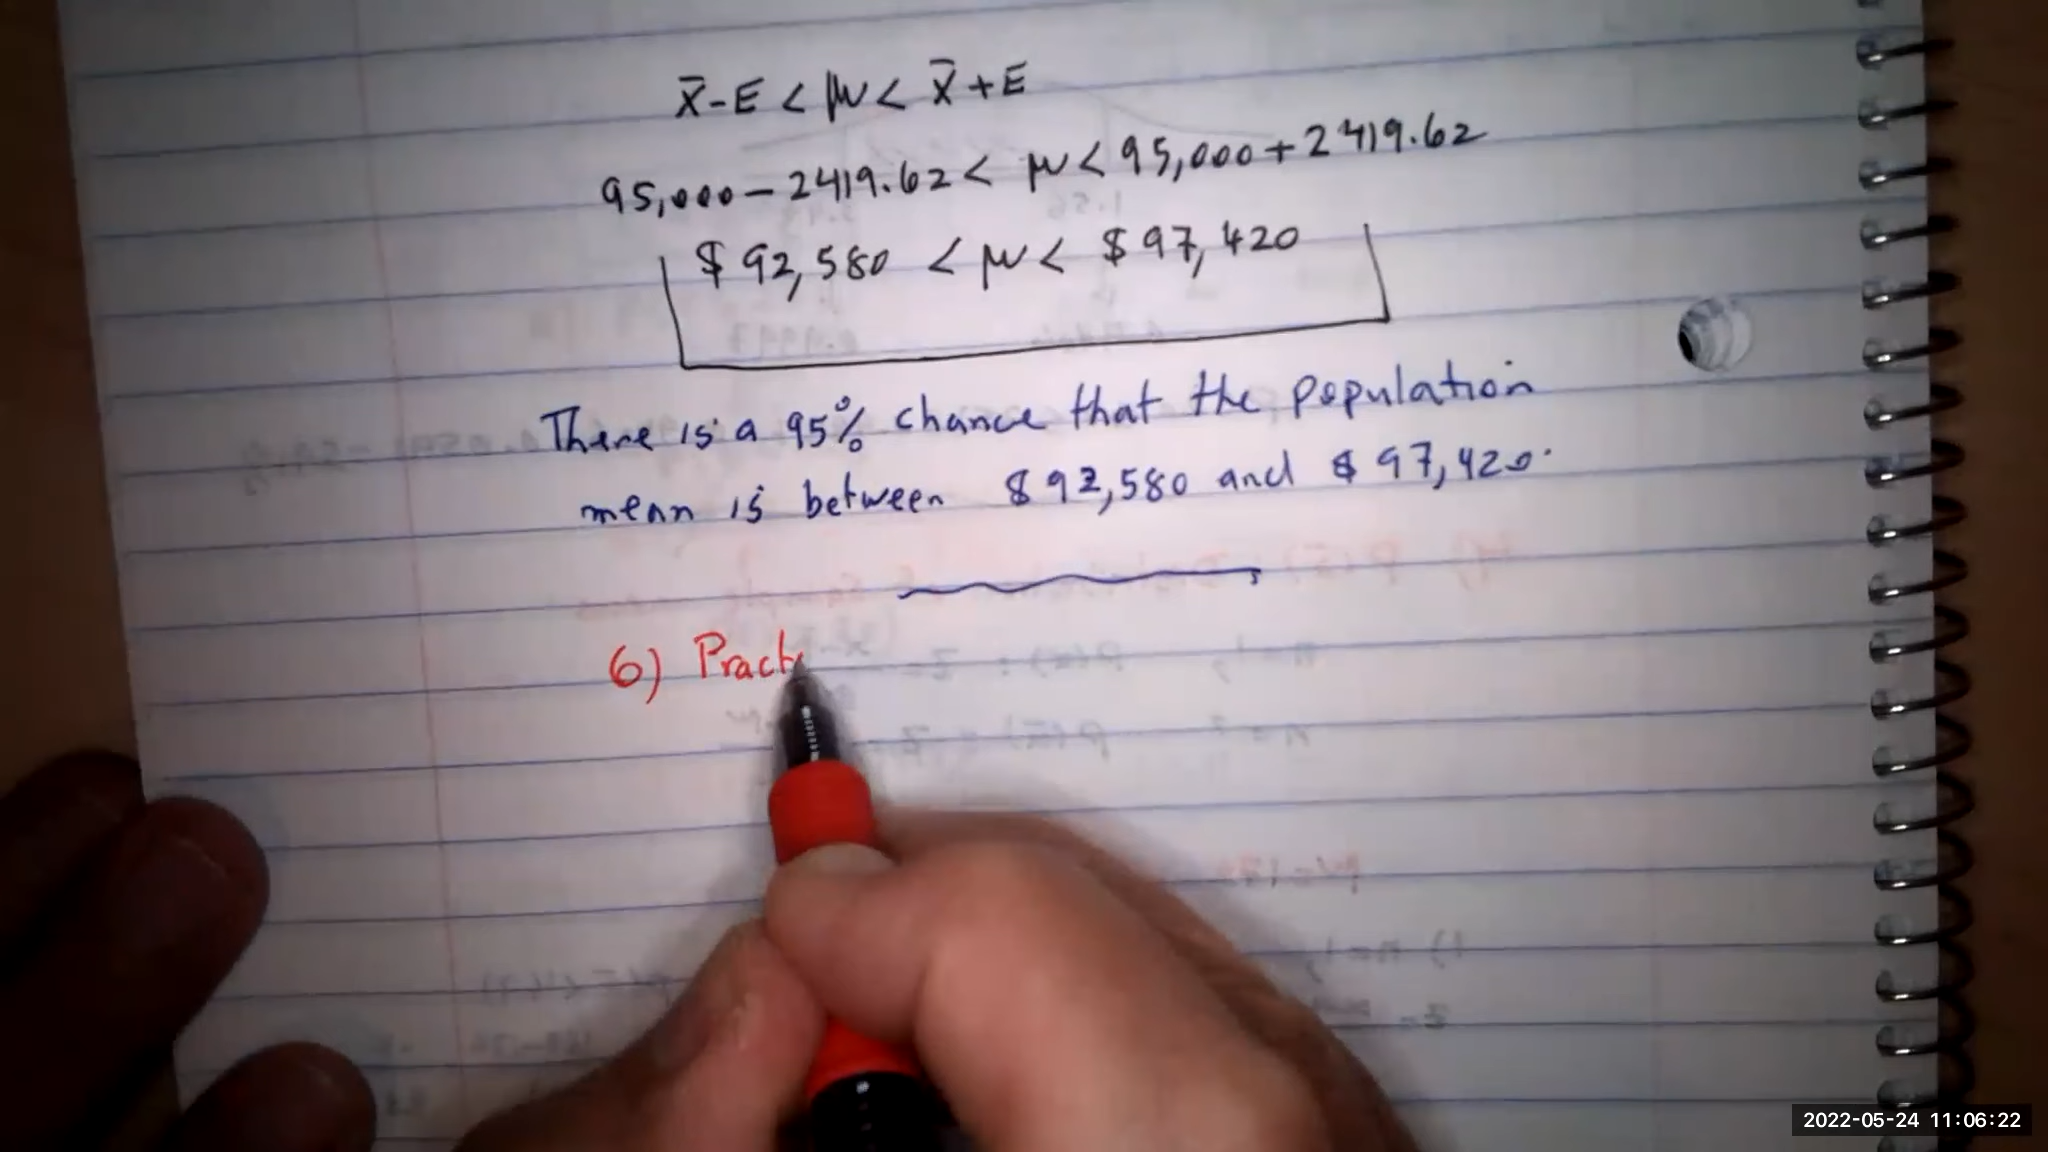 x̄-E < μ < x̄+E
95,000-2419.62 < μ < 95,000+2419.62
$92,580 < μ < $97,420
There is a 95% chance that the population
mean is between $92,580 and $97,420.
6) Pract
2022-05-24 11:06:22